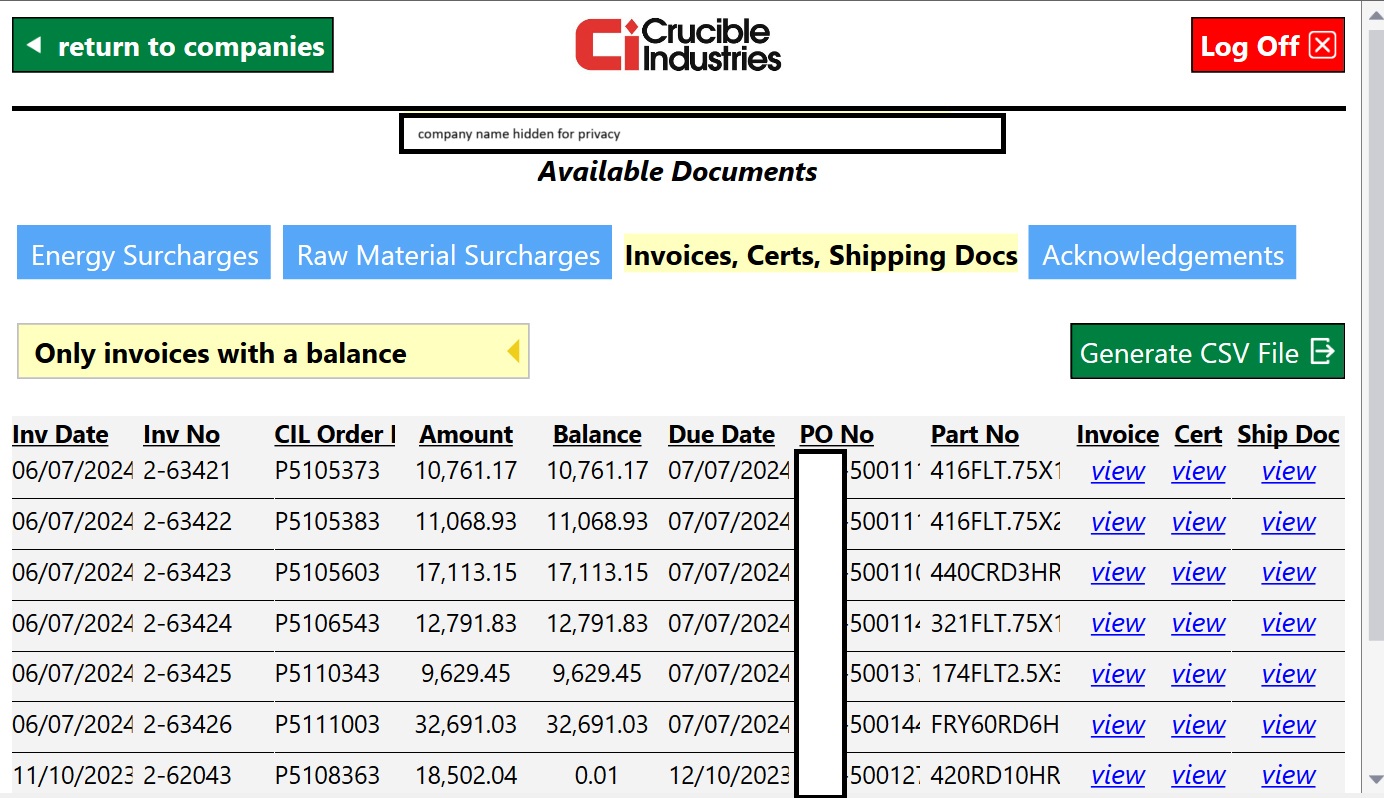 return to companies
Crucible
Industries
Log Off
company name hidden for privacy
Available Documents
Energy Surcharges Raw Material Surcharges Invoices, Certs, Shipping Docs Acknowledgements
Only invoices with a balance Generate CSV File
Inv Date Inv No CIL Order Amount Balance Due Date PO No Part No Invoice Cert Ship Doc
06/07/2024 2-63421 P5105373 10,761.17 10,761.17 07/07/2024 -50011 416FLT.75X1 view view view
06/07/2024 2-63422 P5105383 11,068.93 11,068.93 07/07/2024 -50011 416FLT.75X2 view view view
06/07/2024 2-63423 P5105603 17,113.15 17,113.15 07/07/2024 -50011 440CRD3HR view view view
06/07/2024 2-63424 P5106543 12,791.83 12,791.83 07/07/2024 -50011 321FLT.75X1 view view view
06/07/2024 2-63425 P5110343 9,629.45 9,629.45 07/07/2024 -50013 174FLT2.5X3 view view view
06/07/2024 2-63426 P5111003 32,691.03 32,691.03 07/07/2024 -50014 FRY60RD6H view view view
11/10/2023 2-62043 P5108363 18,502.04 0.01 12/10/2023 -50012 420RD10HR view view view